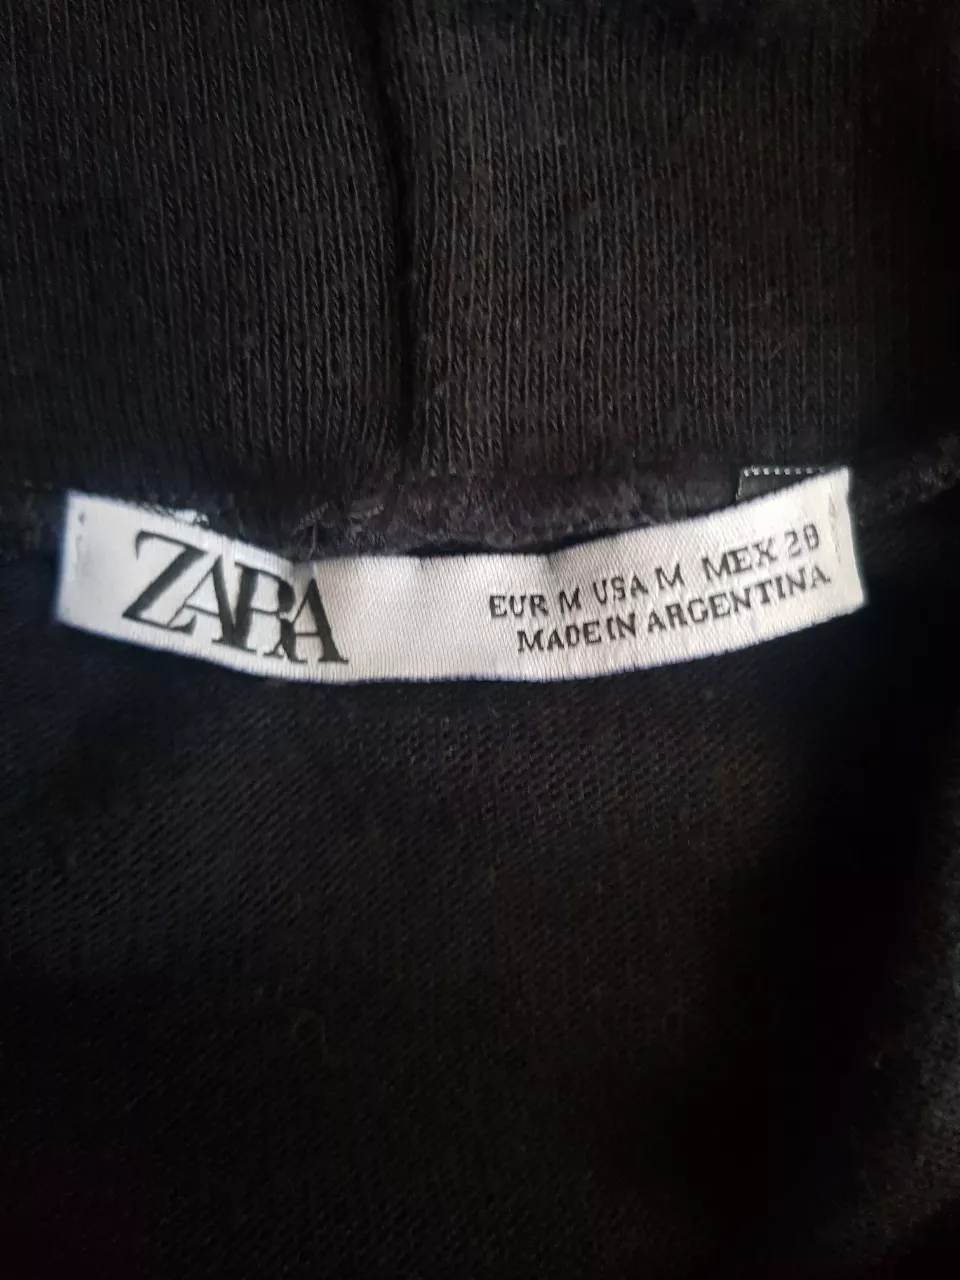 ZARA
EUR M USA M MEX 28
MADE IN ARGENTINA